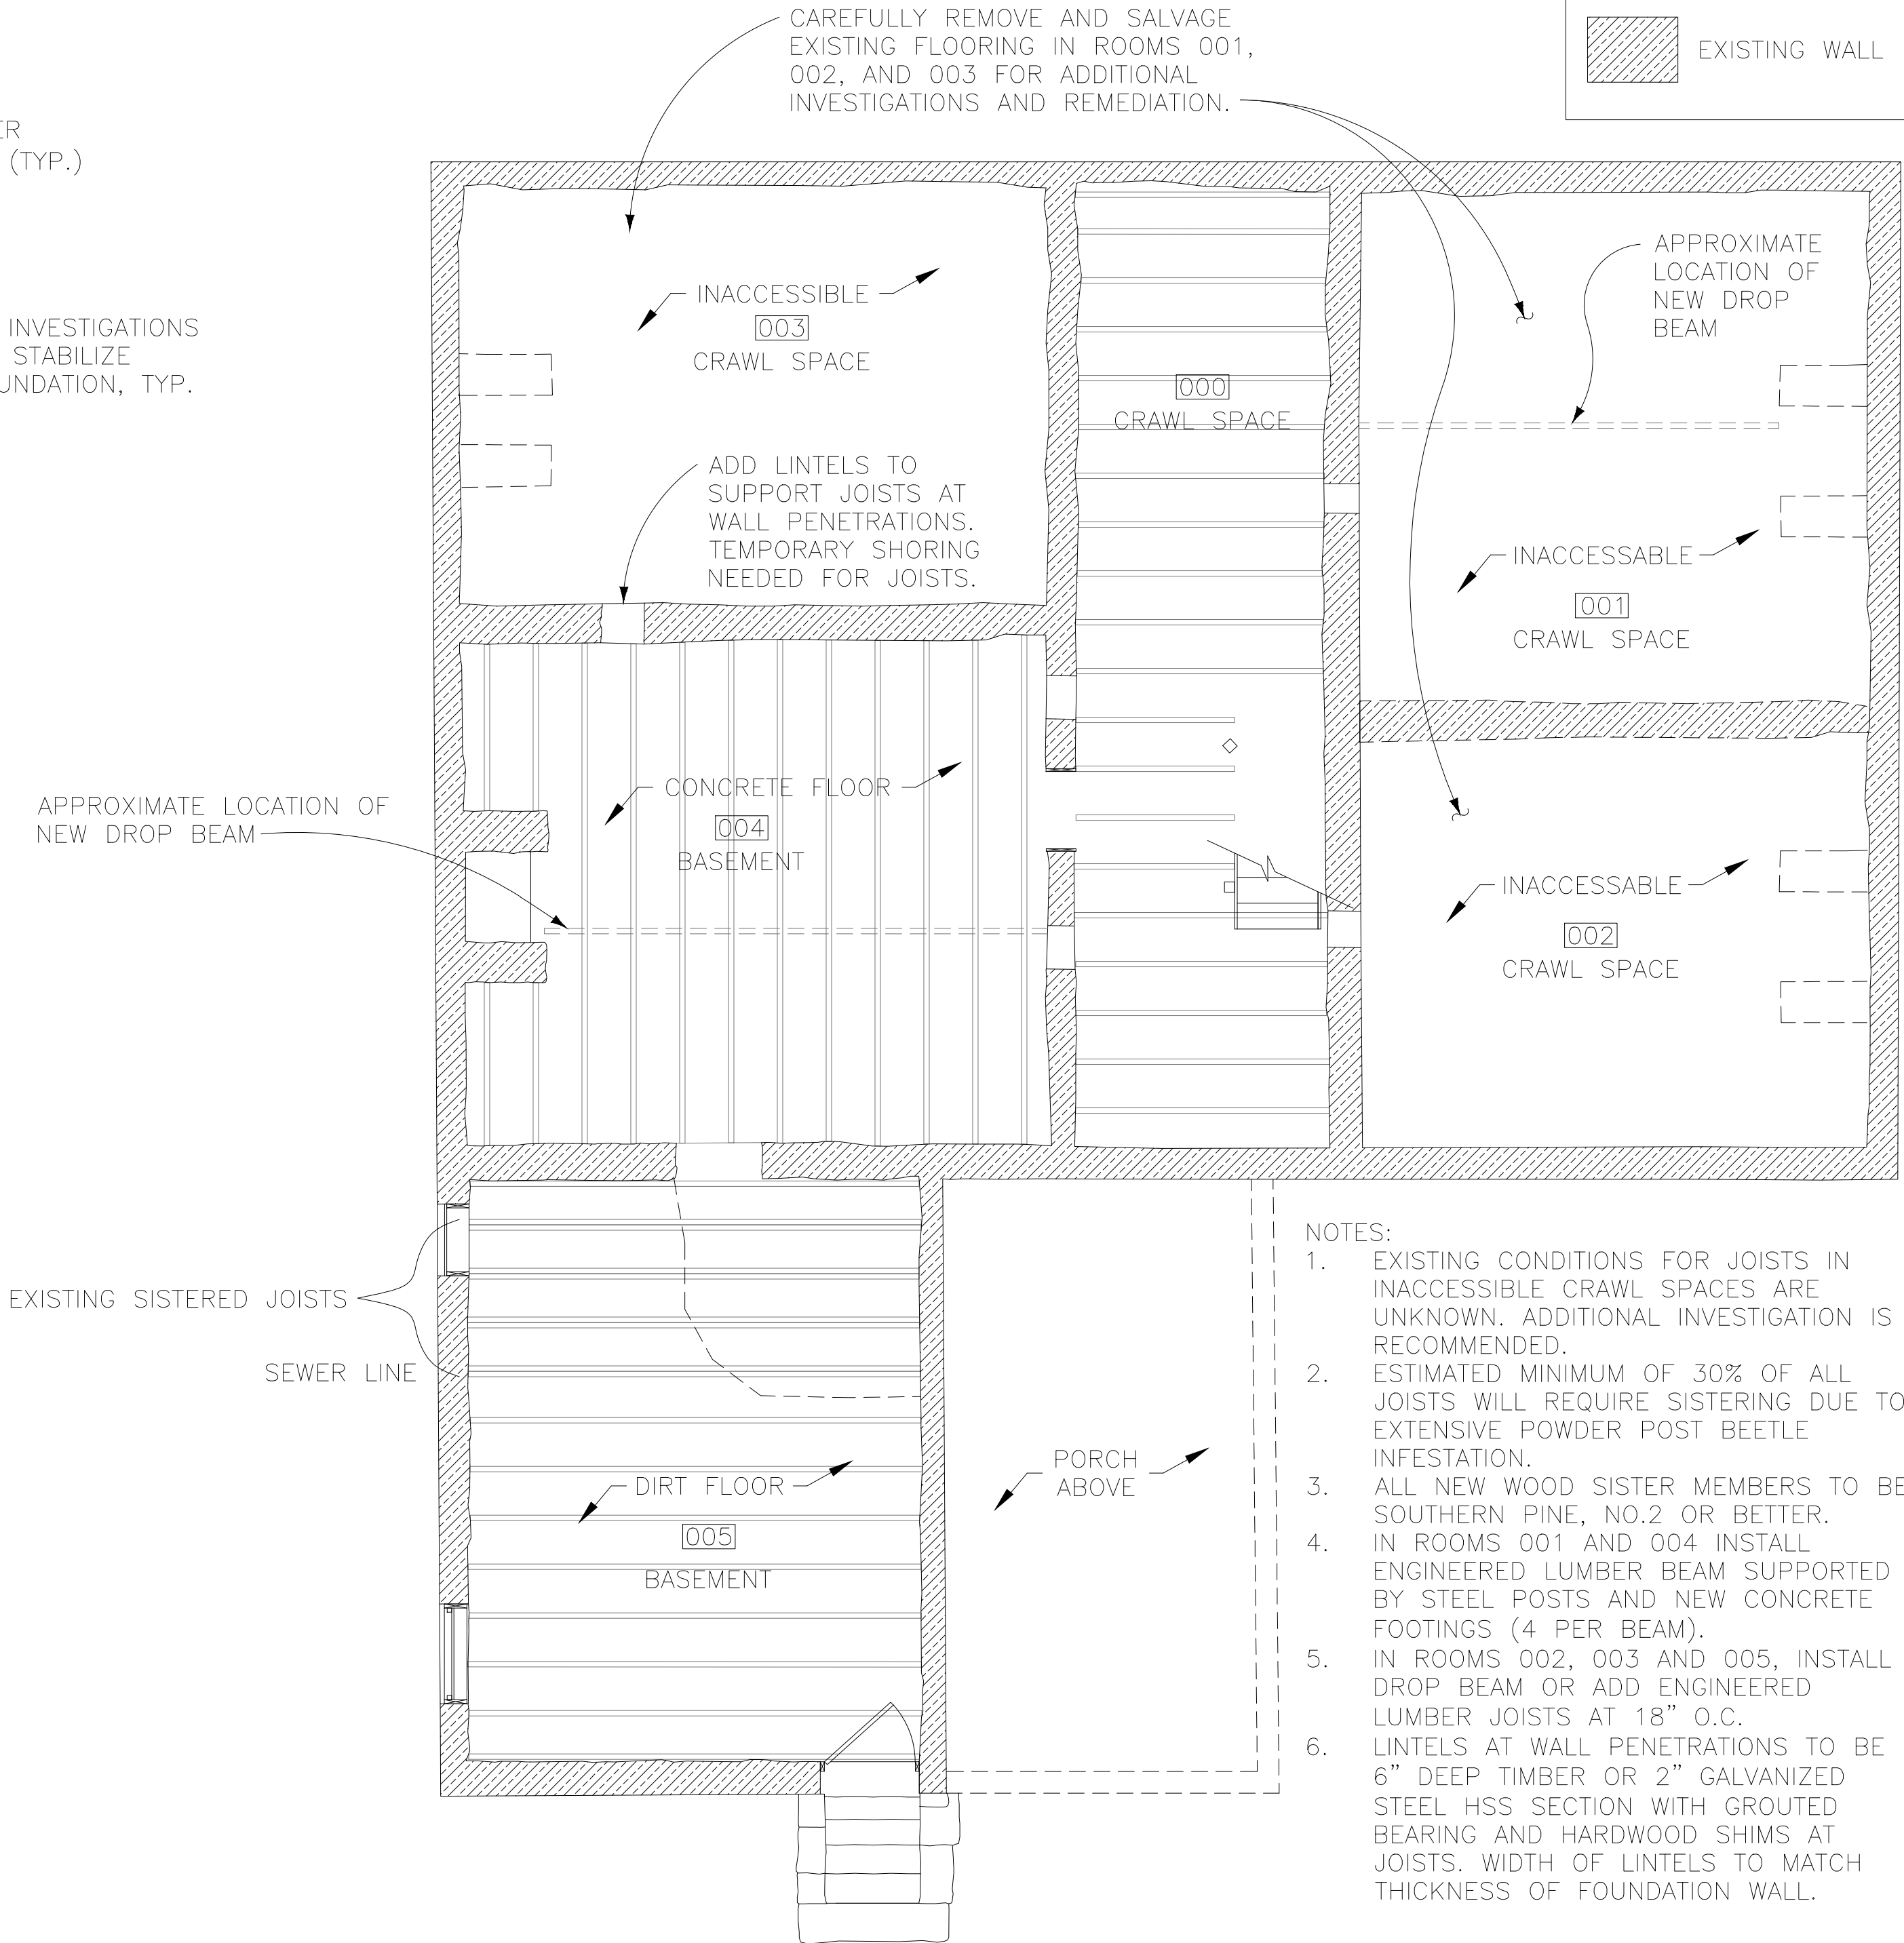 CAREFULLY REMOVE AND SALVAGE
EXISTING FLOORING IN ROOMS 001,
002, AND 003 FOR ADDITIONAL
INVESTIGATIONS AND REMEDIATION.
EXISTING WALL
(TYP.)
INVESTIGATIONS
STABILIZE
TYP.
INACCESSIBLE
003
CRAWL SPACE
000
CRAWL SPACE
APPROXIMATE
LOCATION OF
NEW DROP
BEAM
ADD LINTELS TO
SUPPORT JOISTS AT
WALL PENETRATIONS.
TEMPORARY SHORING
NEEDED FOR JOISTS.
INACCESSABLE
001
CRAWL SPACE
APPROXIMATE LOCATION OF
NEW DROP BEAM
CONCRETE FLOOR
004
BASEMENT
INACCESSABLE
002
CRAWL SPACE
EXISTING SISTERED JOISTS
SEWER LINE
DIRT FLOOR
005
BASEMENT
PORCH
ABOVE
NOTES:
1. EXISTING CONDITIONS FOR JOISTS IN
INACCESSIBLE CRAWL SPACES ARE
UNKNOWN. ADDITIONAL INVESTIGATION IS
RECOMMENDED.
2. ESTIMATED MINIMUM OF 30% OF ALL
JOISTS WILL REQUIRE SISTERING DUE TO
EXTENSIVE POWDER POST BEETLE
INFESTATION.
3. ALL NEW WOOD SISTER MEMBERS TO BE
SOUTHERN PINE, NO.2 OR BETTER.
4. IN ROOMS 001 AND 004 INSTALL
ENGINEERED LUMBER BEAM SUPPORTED
BY STEEL POSTS AND NEW CONCRETE
FOOTINGS (4 PER BEAM).
5. IN ROOMS 002, 003 AND 005, INSTALL
DROP BEAM OR ADD ENGINEERED
LUMBER JOISTS AT 18" O.C.
6. LINTELS AT WALL PENETRATIONS TO BE
6" DEEP TIMBER OR 2" GALVANIZED
STEEL HSS SECTION WITH GROUTED
BEARING AND HARDWOOD SHIMS AT
JOISTS. WIDTH OF LINTELS TO MATCH
THICKNESS OF FOUNDATION WALL.